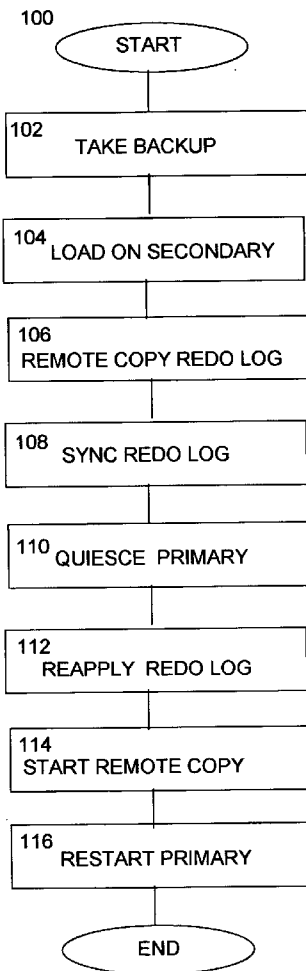 100
START
102
TAKE BACKUP
104 LOAD ON SECONDARY
106
REMOTE COPY REDO LOG
108
SYNC REDO LOG
110
QUIESCE PRIMARY
112
REAPPLY REDO LOG
114
START REMOTE COPY
116
RESTART PRIMARY
END